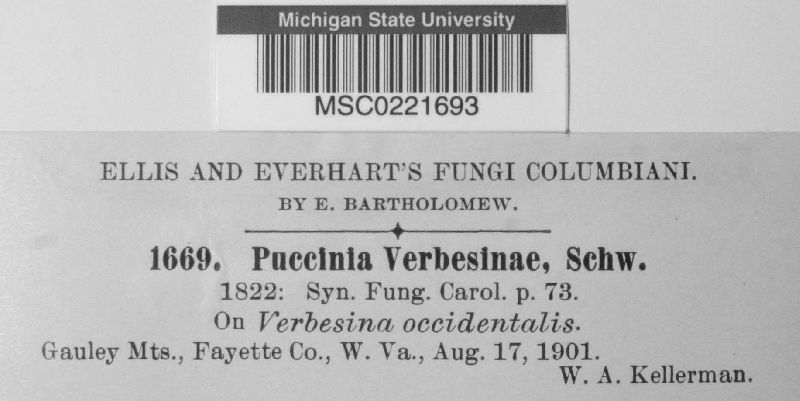 Michigan State University
MSC0221693
ELLIS AND EVERHART'S FUNGI COLUMBIANI.
BY E. BARTHOLOMEW.
1669. Puccinia Verbesinae, Schw.
1822: Syn. Fung. Carol. p. 73.
On Verbesina occidentalis.
Gauley Mts., Fayette Co., W. Va., Aug. 17, 1901.
W. A. Kellerman.